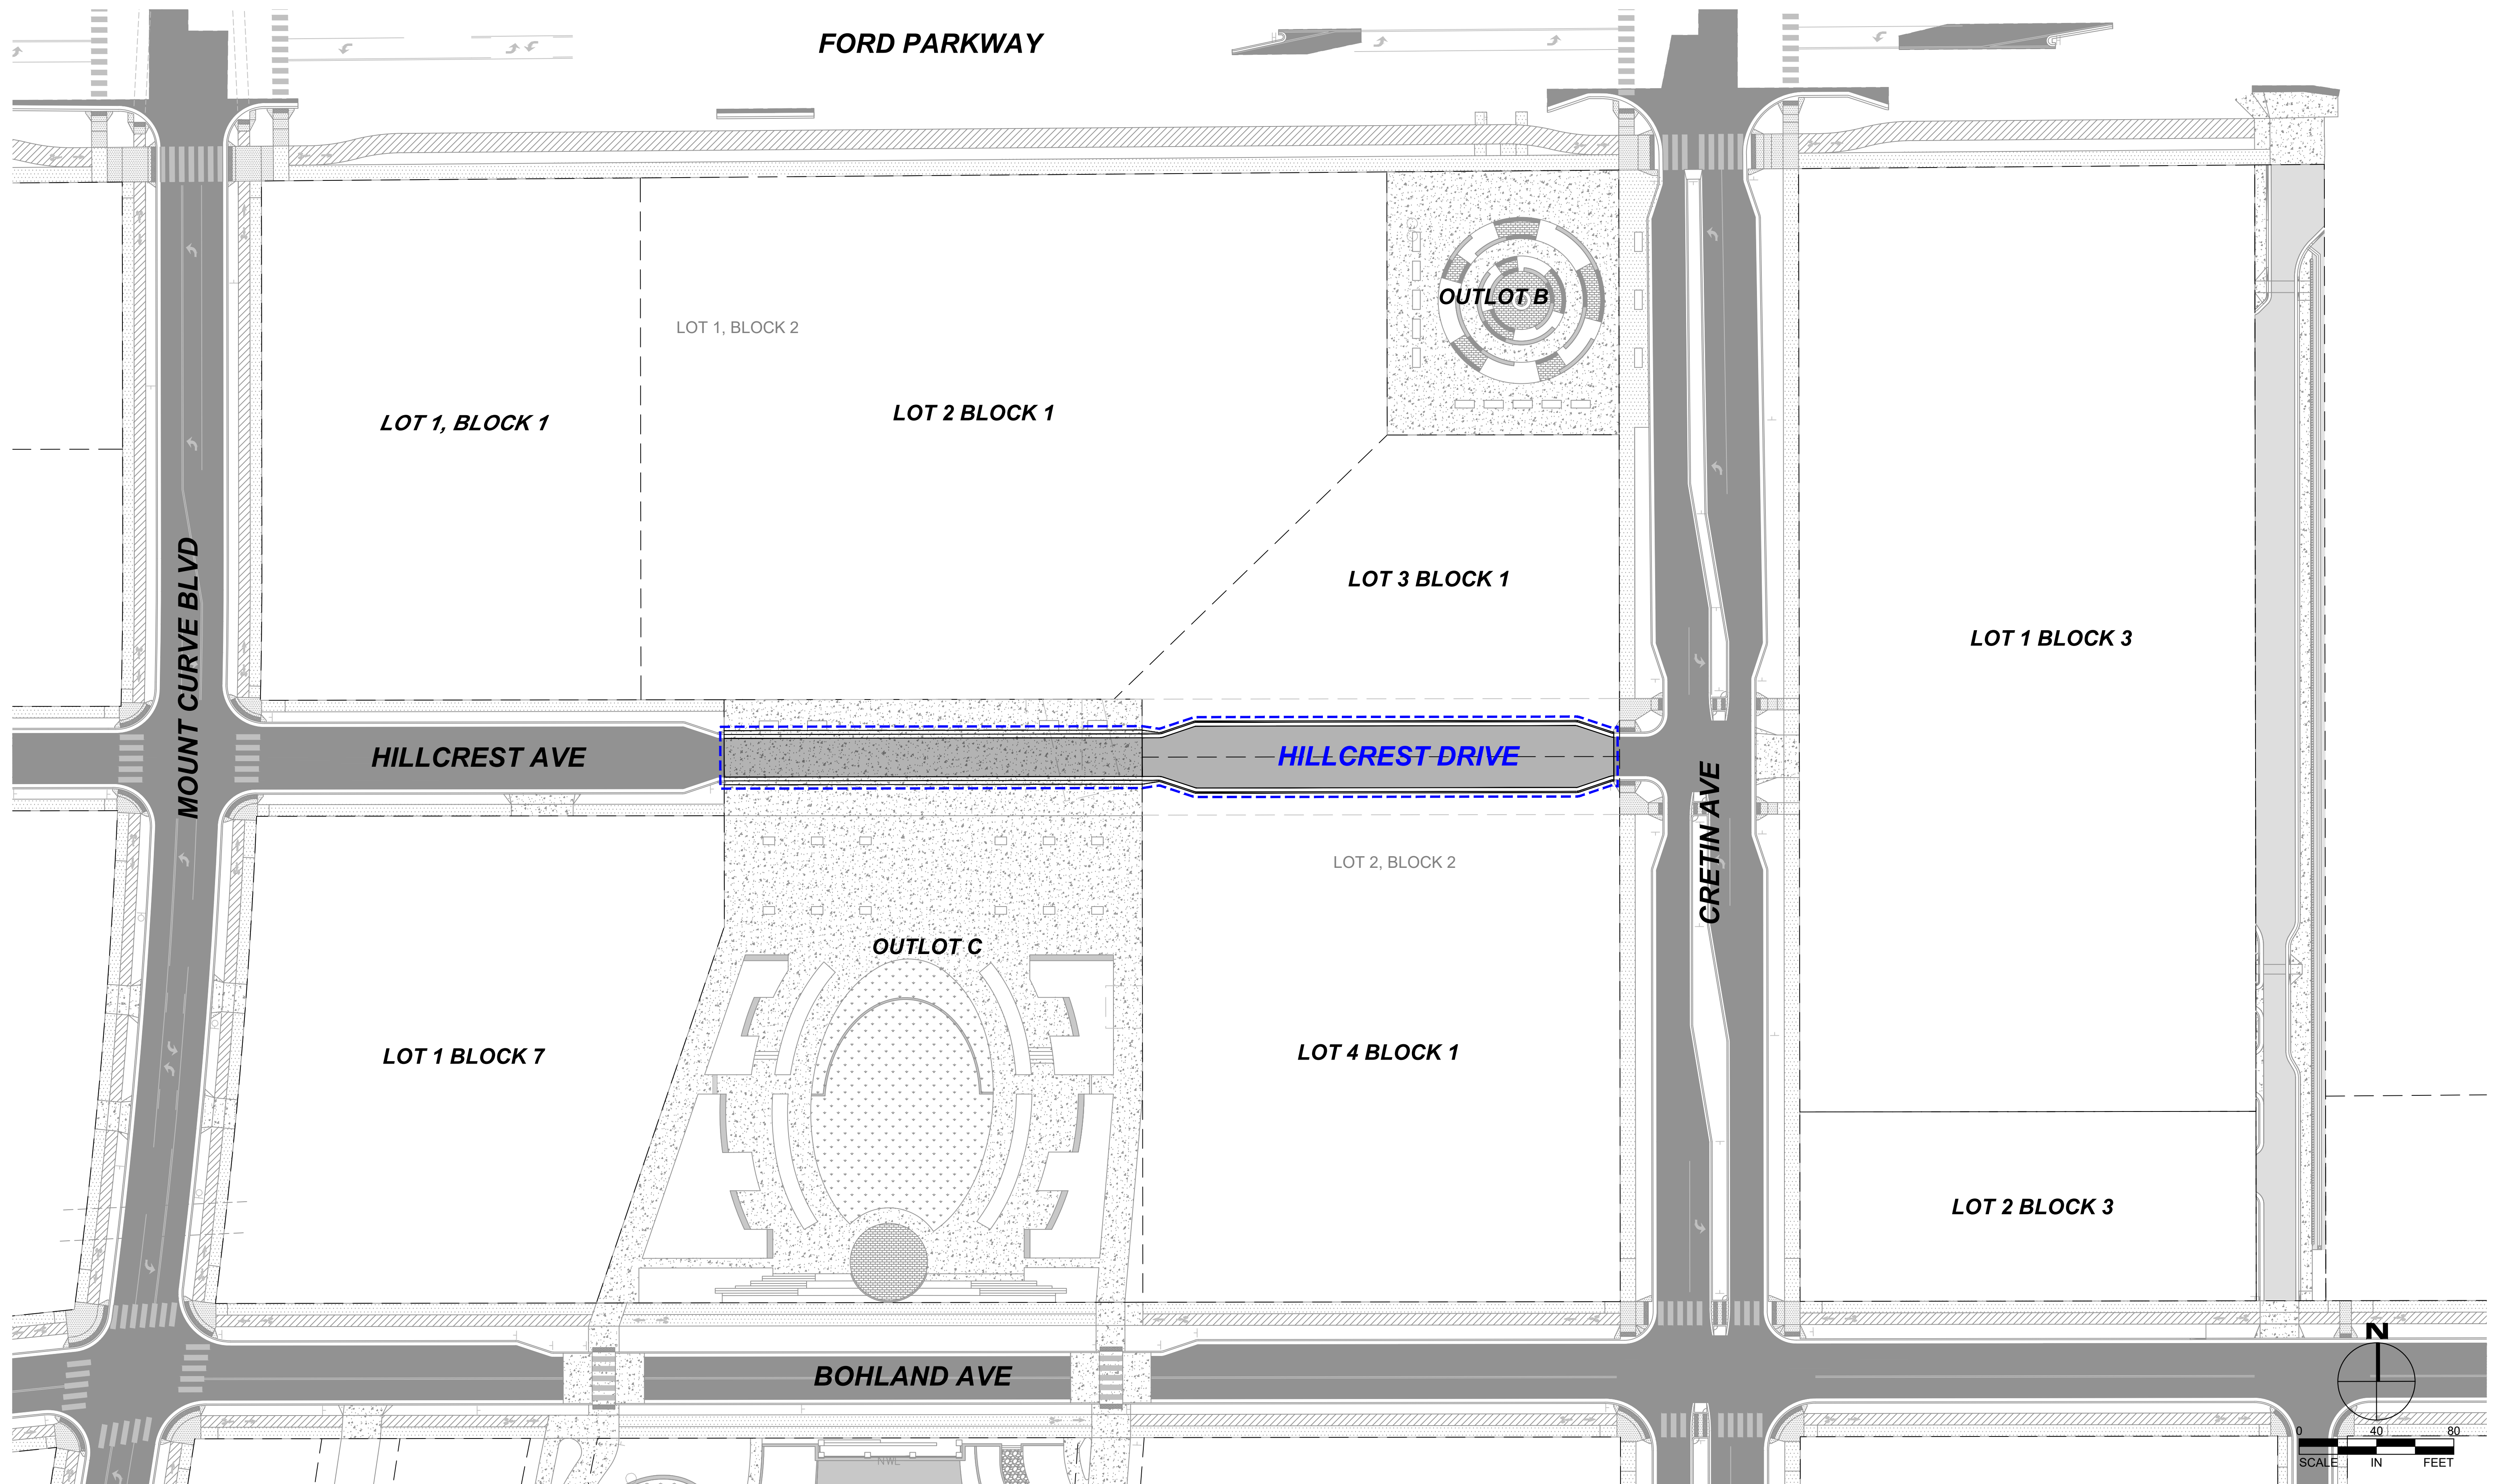 FORD PARKWAY
OUTLOT B
LOT 1, BLOCK 2
LOT 2 BLOCK 1
LOT 1, BLOCK 1
LOT 3 BLOCK 1
LOT 1 BLOCK 3
MOUNT CURVE BLVD
HILLCREST AVE
HILLCREST DRIVE
CRETIN AVE
LOT 2, BLOCK 2
OUTLOT C
LOT 1 BLOCK 7
LOT 4 BLOCK 1
LOT 2 BLOCK 3
BOHLAND AVE
N
0 40 80
SCALE IN FEET
NWL